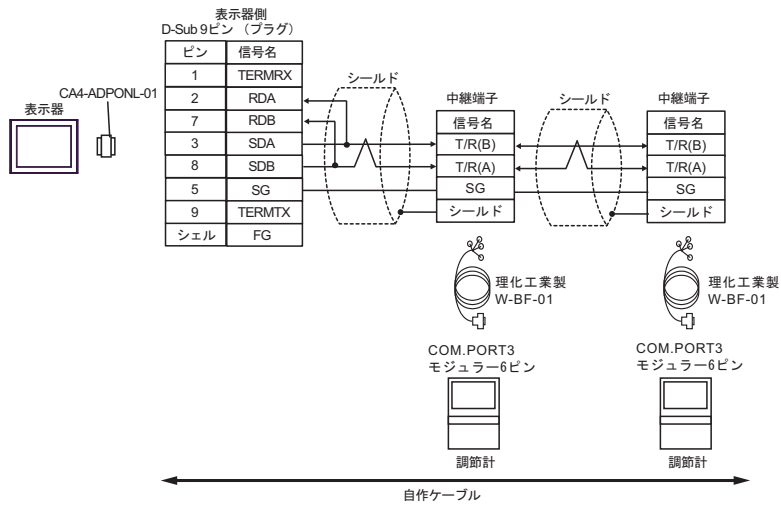 表示器側
D-Sub 9ピン （プラグ）
ピン 信号名
1 TERMRX
2 RDA
7 RDB
3 SDA
8 SDB
5 SG
9 TERMTX
シェル FG
CA4-ADPONL-01
表示器
シールド
中継端子
信号名
T/R(B)
T/R(A)
SG
シールド
シールド
中継端子
信号名
T/R(B)
T/R(A)
SG
シールド
理化工業製
W-BF-01
理化工業製
W-BF-01
COM.PORT3
モジュラー6ピン
調節計
COM.PORT3
モジュラー6ピン
調節計
自作ケーブル